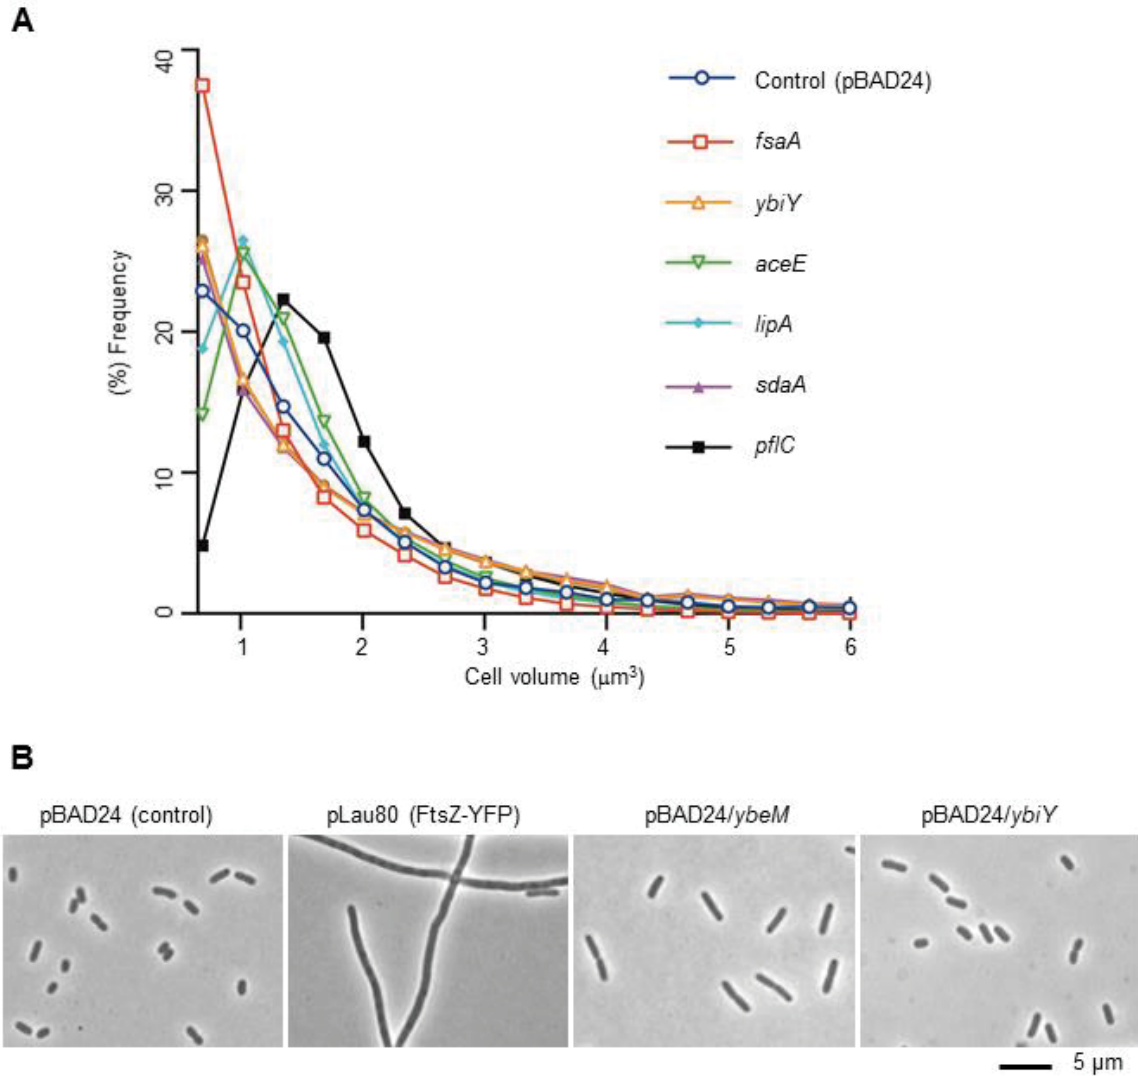 A
40
30
20
10
0
(%) Frequency
1 2 3 4 5 6
Cell volume (μm³)
Control (pBAD24)
fsaA
ybiY
aceE
lipA
sdaA
pflC
B
pBAD24 (control) pLau80 (FtsZ-YFP) pBAD24/ybeM pBAD24/ybiY
5 μm